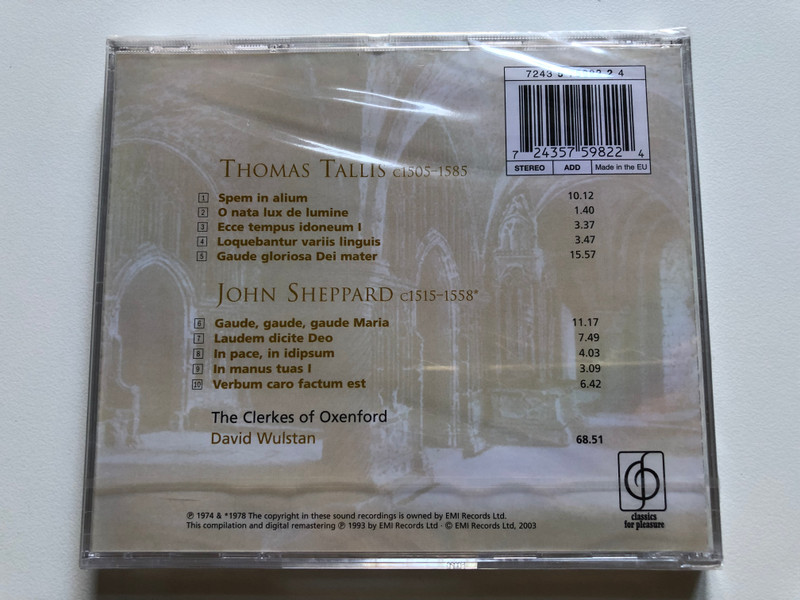 7 24357 59822 4
STEREO ADD Made in the EU
THOMAS TALLIS c1505–1585
1 Spem in alium 10.12
2 O nata lux de lumine 1.40
3 Ecce tempus idoneum I 3.37
4 Loquebantur variis linguis 3.47
5 Gaude gloriosa Dei mater 15.57
JOHN SHEPPARD c1515–1558*
6 Gaude, gaude, gaude Maria 11.17
7 Laudem dicite Deo 7.49
8 In pace, in idipsum 4.03
9 In manus tuas I 3.09
10 Verbum caro factum est 6.42
The Clerkes of Oxenford
David Wulstan 68.51
classics
for pleasure
℗ 1974 & *1978 The copyright in these sound recordings is owned by EMI Records Ltd.
This compilation and digital remastering ℗ 1993 by EMI Records Ltd · © EMI Records Ltd, 2003